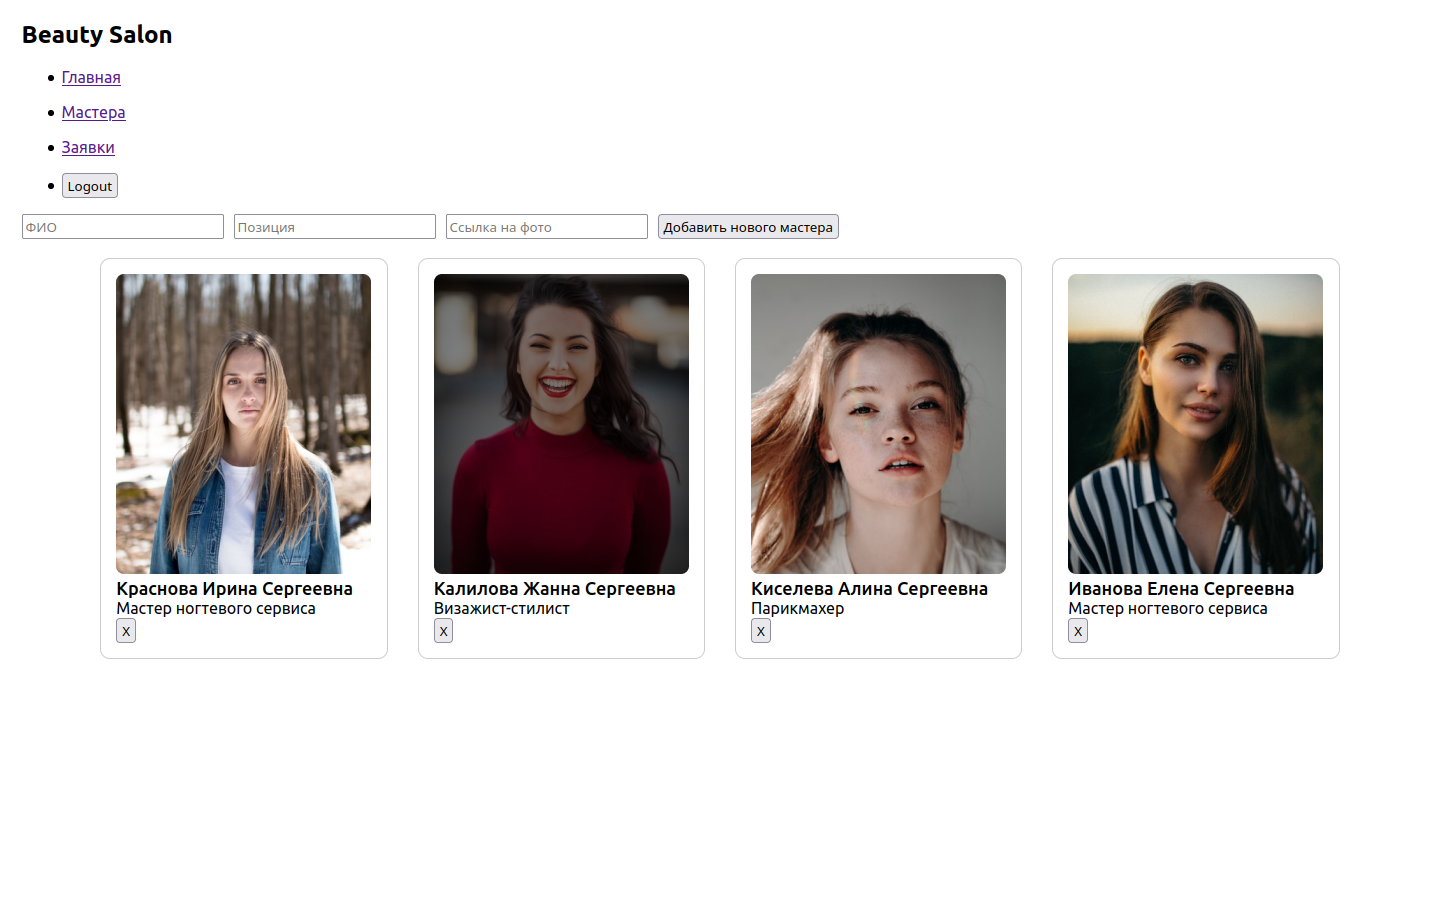 Beauty Salon
Главная
Мастера
Заявки
Logout
ФИО Позиция Ссылка на фото Добавить нового мастера
Краснова Ирина Сергеевна
Мастер ногтевого сервиса
X
Калилова Жанна Сергеевна
Визажист-стилист
X
Киселева Алина Сергеевна
Парикмахер
X
Иванова Елена Сергеевна
Мастер ногтевого сервиса
X